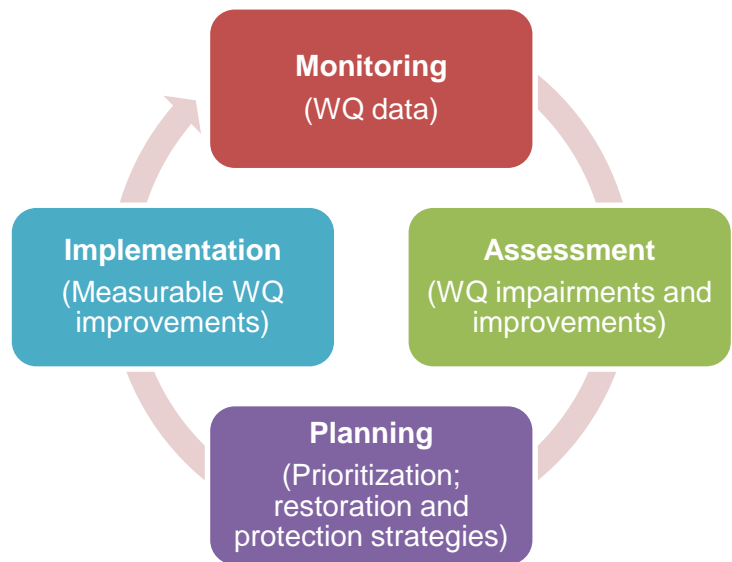 Monitoring
(WQ data)
Implementation
(Measurable WQ
improvements)
Assessment
(WQ impairments and
improvements)
Planning
(Prioritization;
restoration and
protection strategies)